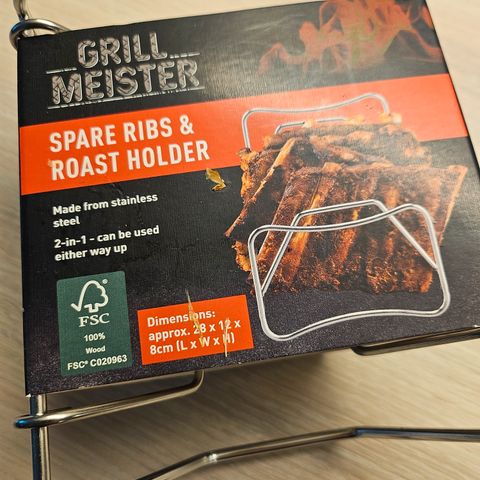 GRILL
MEISTER
SPARE RIBS &
ROAST HOLDER
Made from stainless
steel
2-in-1 - can be used
either way up
FSC
100%
Wood
FSC® C020963
Dimensions:
approx. 28 x 12 x
8cm (L x W x H)